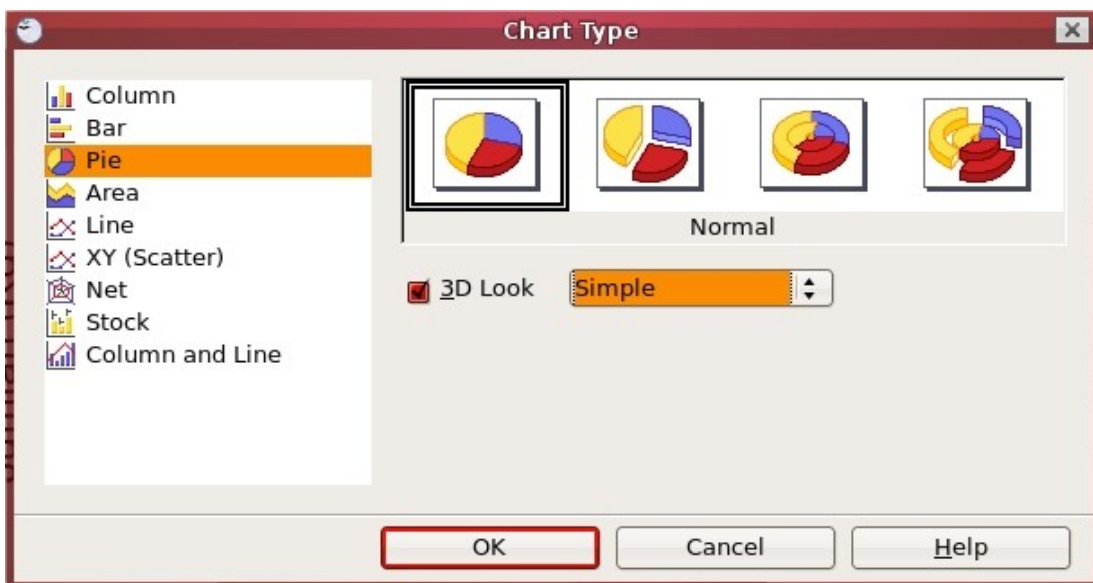 Chart Type
Column
Bar
Pie
Area
Line
XY (Scatter)
Net
Stock
Column and Line
Normal
3D Look
Simple
OK
Cancel
Help